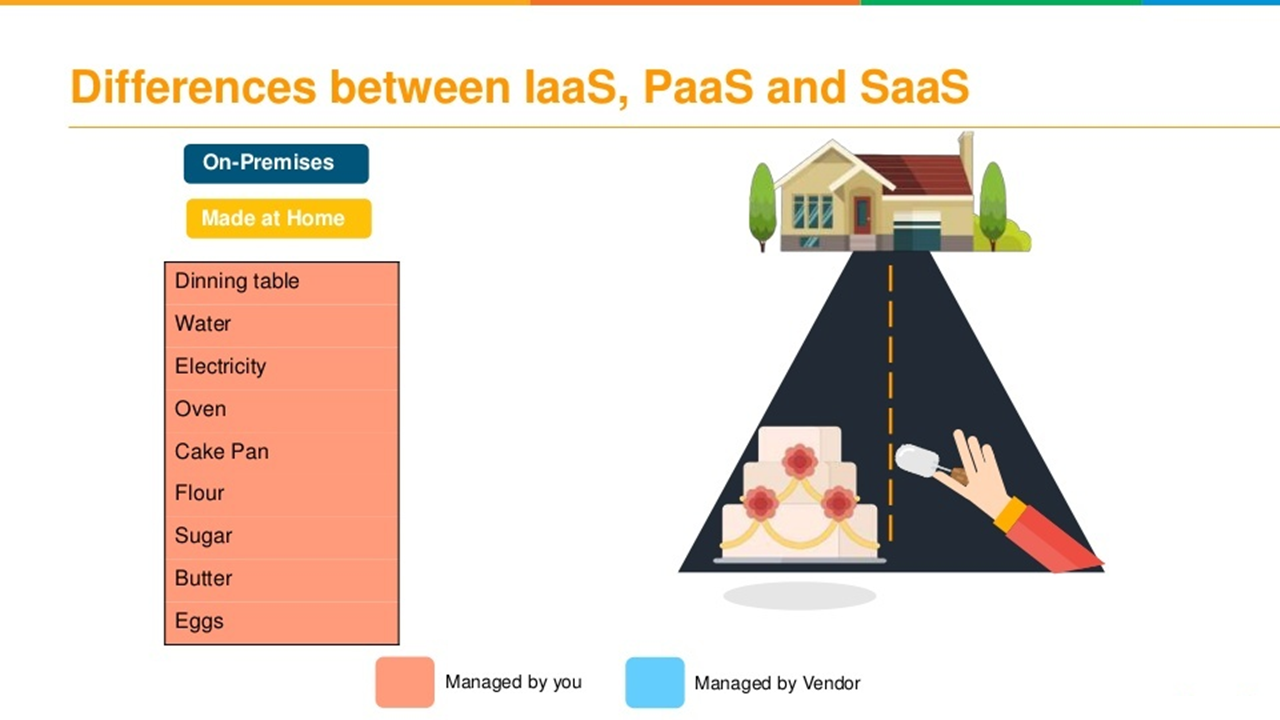 Differences between IaaS, PaaS and SaaS
On-Premises
Made at Home
Dinning table
Water
Electricity
Oven
Cake Pan
Flour
Sugar
Butter
Eggs
Managed by you
Managed by Vendor